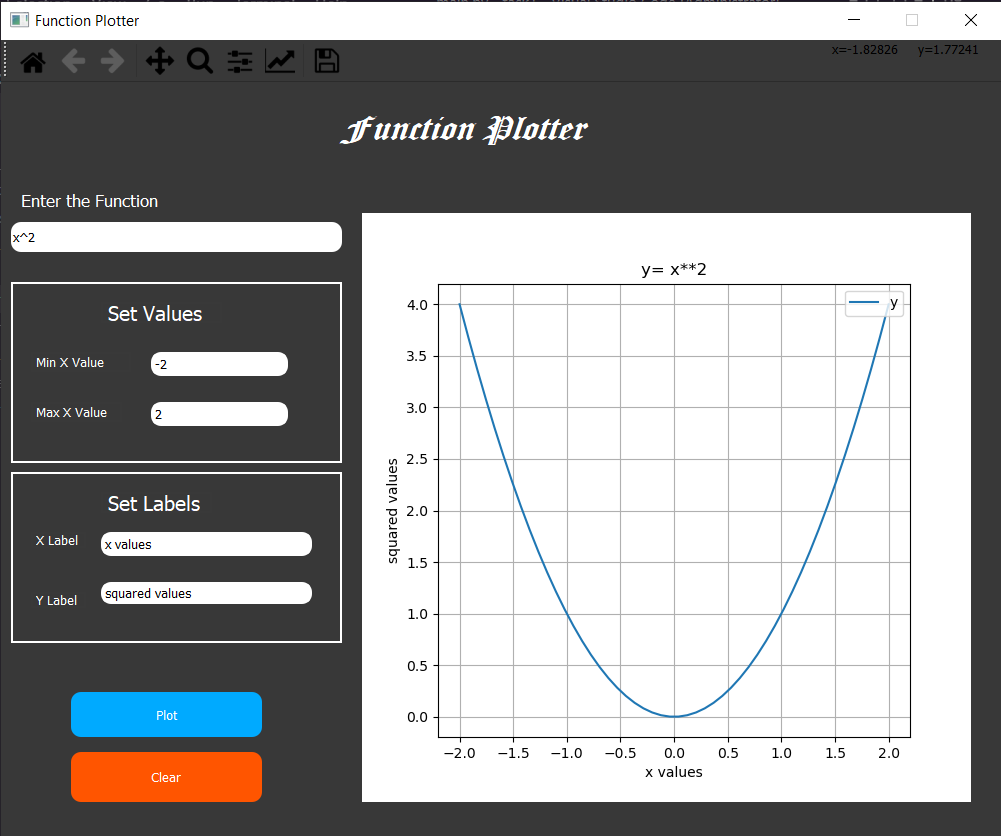 Function Plotter
x=-1.82826 y=1.77241
Function Plotter
Enter the Function
x^2
Set Values
Min X Value -2
Max X Value 2
Set Labels
X Label x values
Y Label squared values
Plot
Clear
y= x**2
y
4.0
3.5
3.0
2.5
2.0
1.5
1.0
0.5
0.0
squared values
−2.0 −1.5 −1.0 −0.5 0.0 0.5 1.0 1.5 2.0
x values